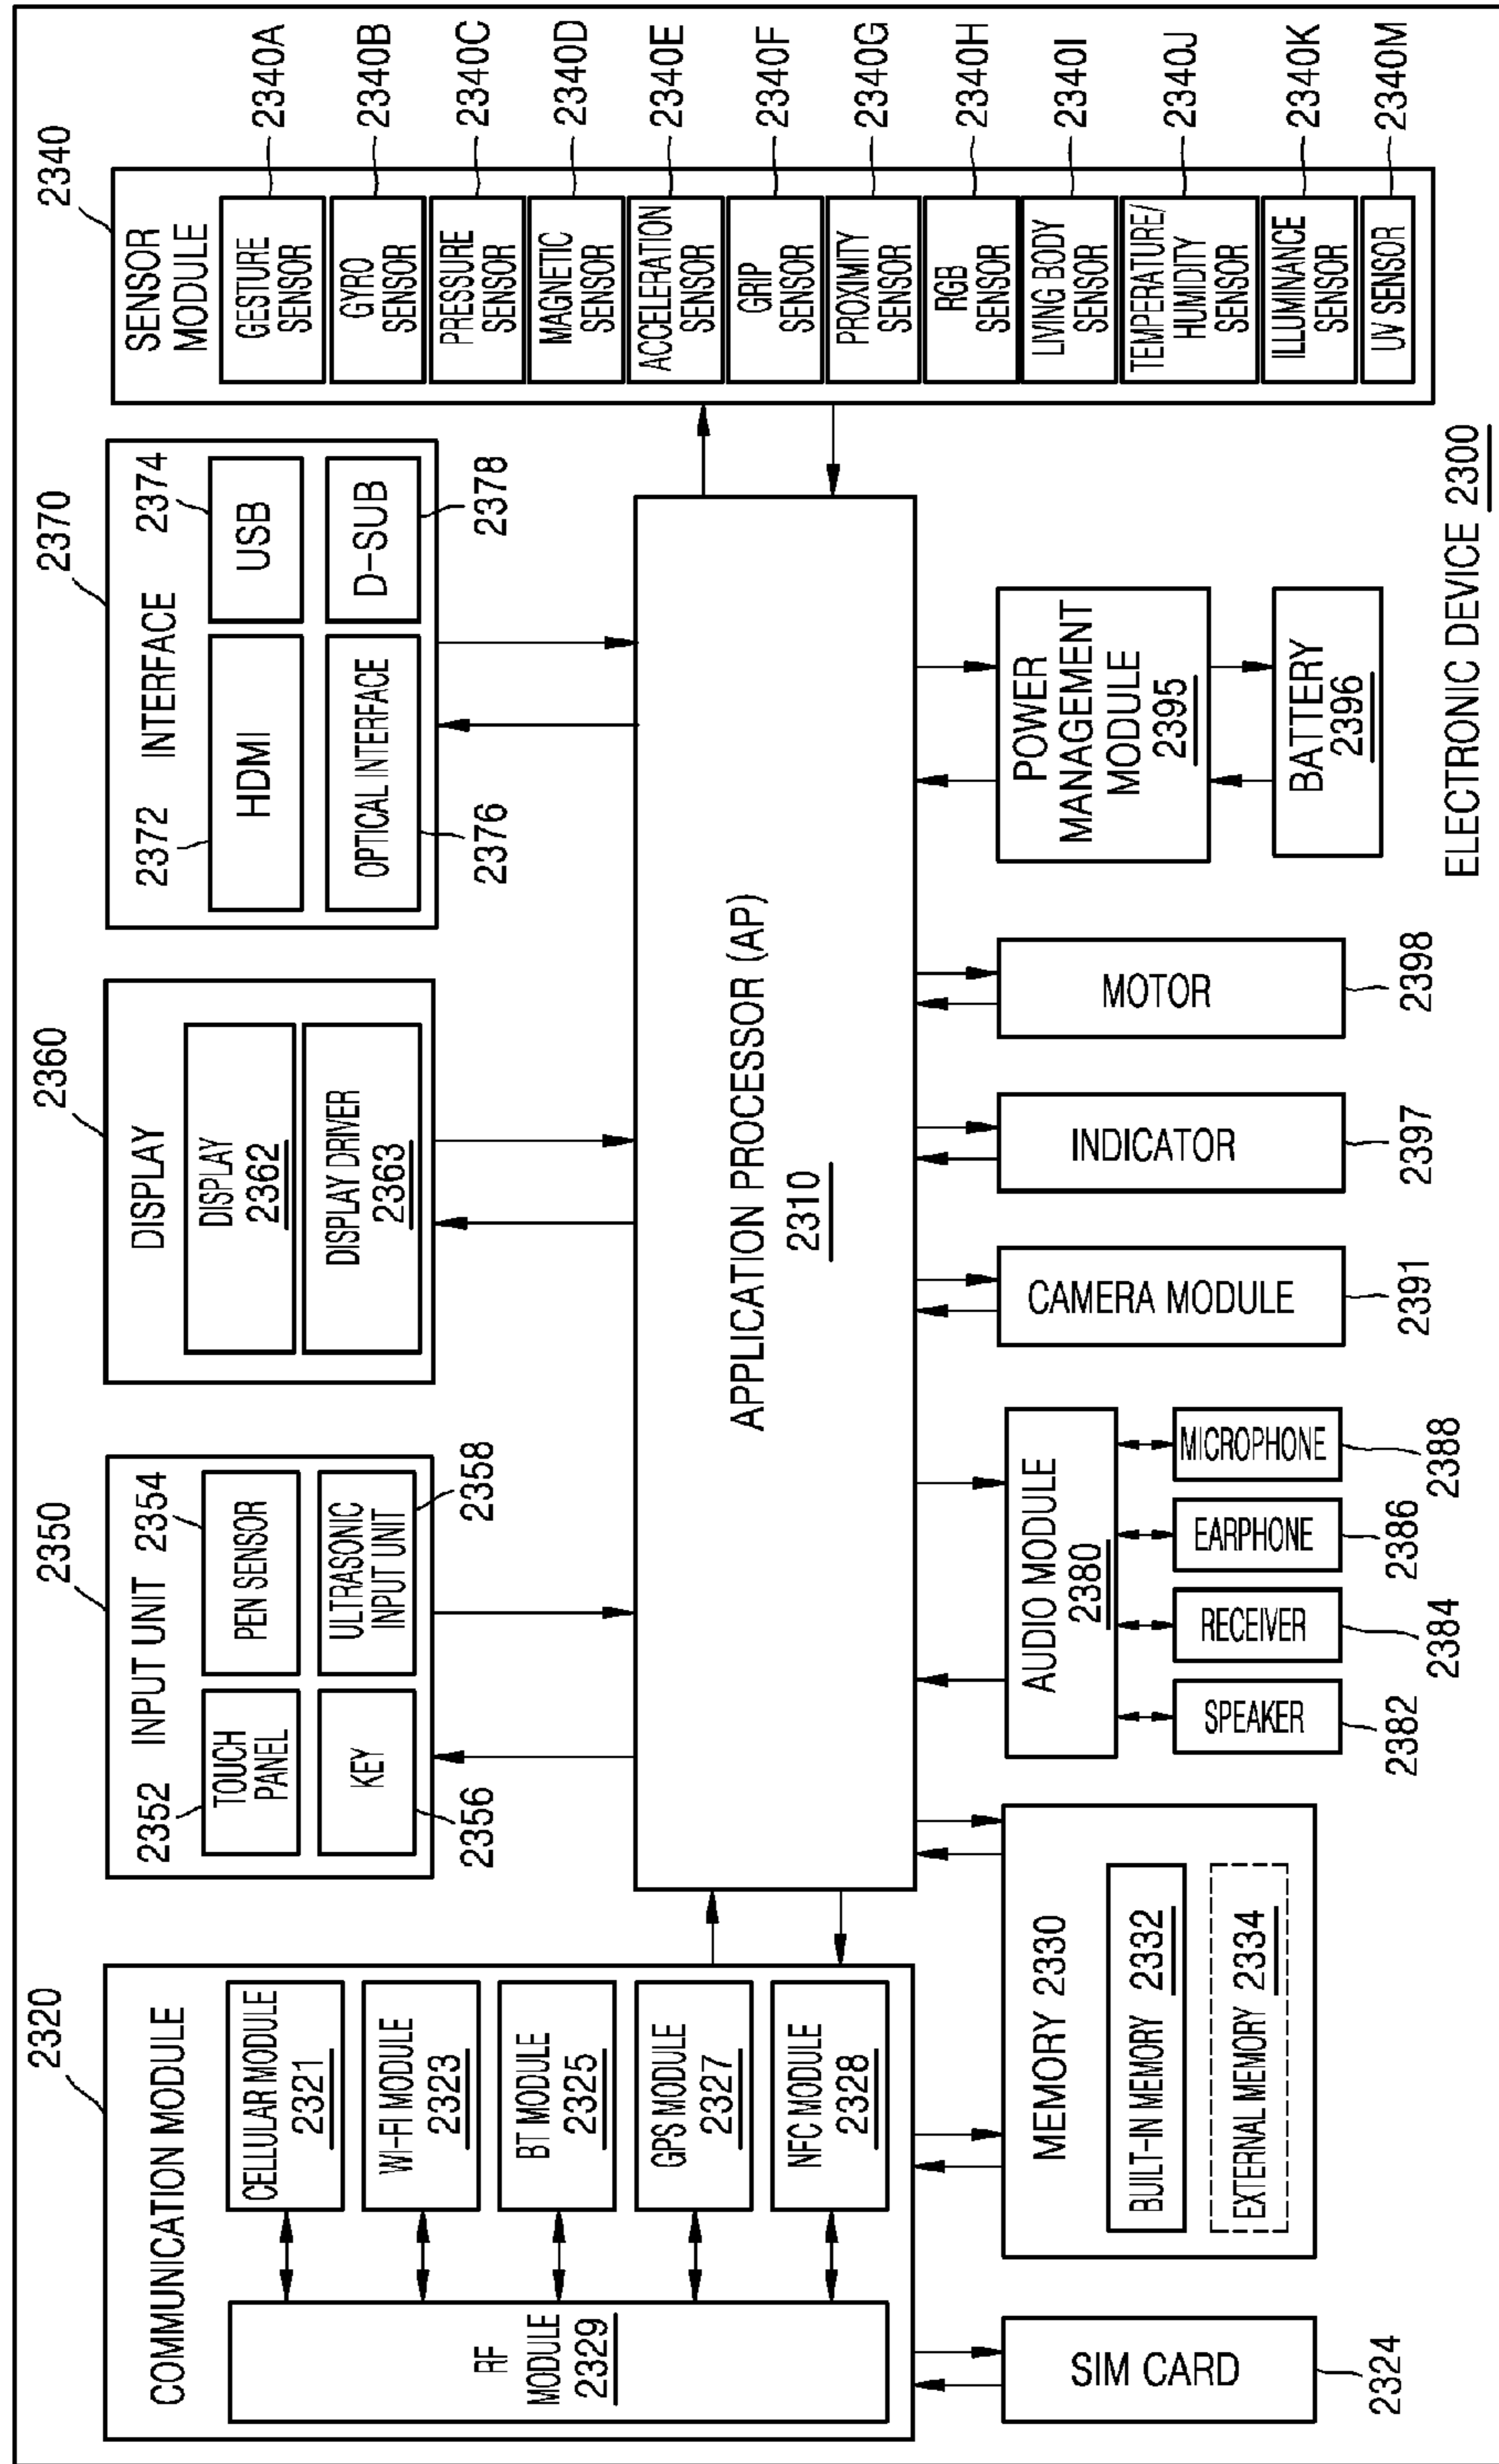 2320
COMMUNICATION MODULE
RF
MODULE
2329
CELLULAR MODULE
2321
WI-FI MODULE
2323
BT MODULE
2325
GPS MODULE
2327
NFC MODULE
2328
2350
2352
INPUT UNIT
2354
TOUCH
PANEL
PEN SENSOR
KEY
ULTRASONIC
INPUT UNIT
2356
2358
2360
DISPLAY
DISPLAY
2362
DISPLAY DRIVER
2363
2370
2372
INTERFACE
2374
HDMI
USB
OPTICAL INTERFACE
D-SUB
2376
2378
2340
SENSOR
MODULE
GESTURE
SENSOR
2340A
GYRO
SENSOR
2340B
PRESSURE
SENSOR
2340C
MAGNETIC
SENSOR
2340D
ACCELERATION
SENSOR
2340E
GRIP
SENSOR
2340F
PROXIMITY
SENSOR
2340G
RGB
SENSOR
2340H
LIVING BODY
SENSOR
2340I
TEMPERATURE/
HUMIDITY
SENSOR
2340J
ILLUMINANCE
SENSOR
2340K
UV SENSOR
2340M
APPLICATION PROCESSOR (AP)
2310
SIM CARD
2324
MEMORY 2330
BUILT-IN MEMORY 2332
EXTERNAL MEMORY 2334
AUDIO MODULE
2380
SPEAKER
RECEIVER
EARPHONE
MICROPHONE
2382
2384
2386
2388
CAMERA MODULE
2391
INDICATOR
2397
MOTOR
2398
POWER
MANAGEMENT
MODULE
2395
BATTERY
2396
ELECTRONIC DEVICE 2300